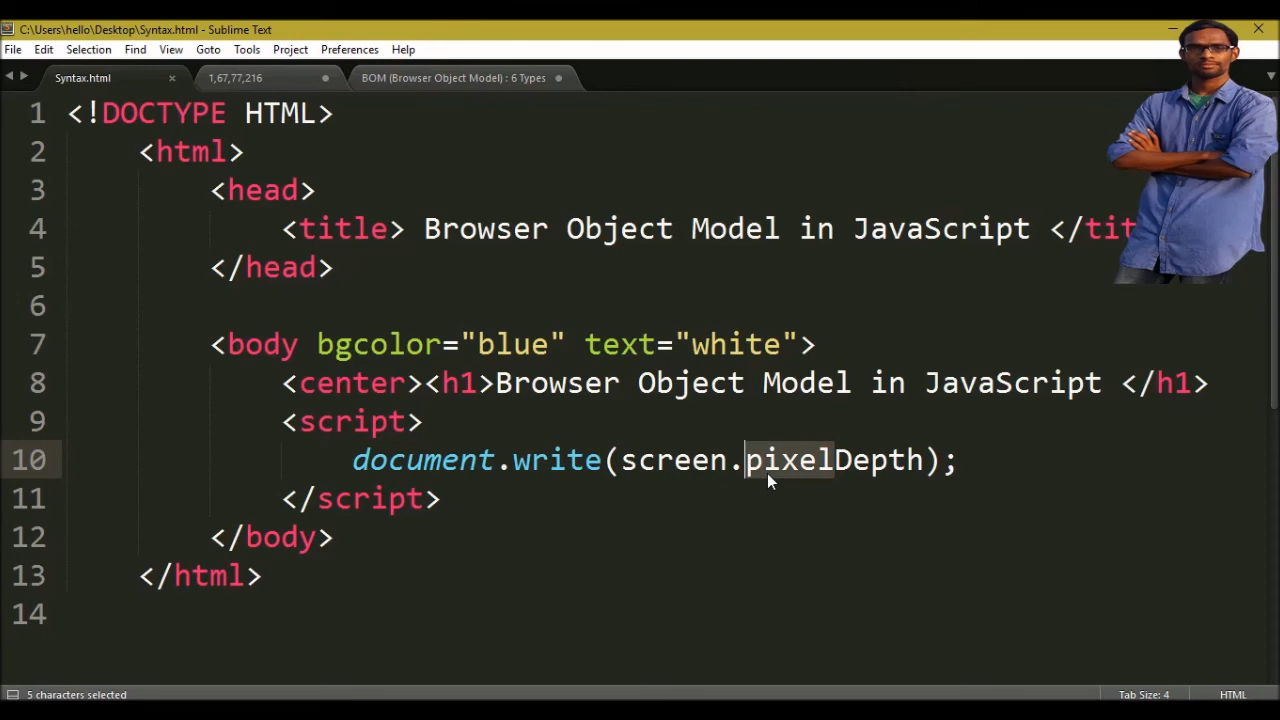 C:\Users\hello\Desktop\Syntax.html - Sublime Text
File Edit Selection Find View Goto Tools Project Preferences Help
Syntax.html × 1,67,77,216 BOM (Browser Object Model) : 6 Types
1 <!DOCTYPE HTML>
2 <html>
3 <head>
4 <title> Browser Object Model in JavaScript </tit
5 </head>
6
7 <body bgcolor="blue" text="white">
8 <center><h1>Browser Object Model in JavaScript </h1>
9 <script>
10 document.write(screen.pixelDepth);
11 </script>
12 </body>
13 </html>
14
5 characters selected Tab Size: 4 HTML